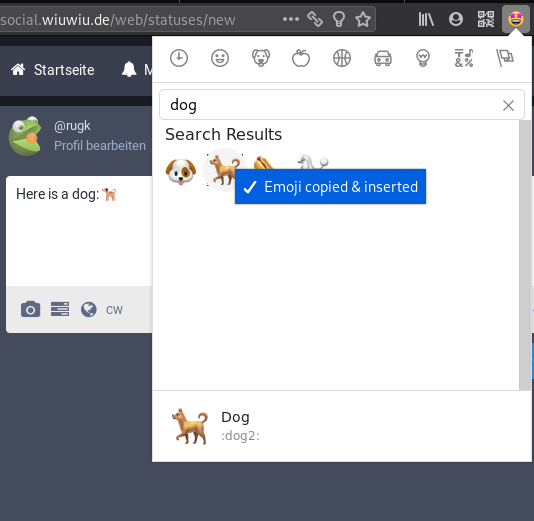 social.wiuwiu.de/web/statuses/new
Startseite
M
@rugk
Profil bearbeiten
Here is a dog: 🐕
CW
dog
Search Results
Emoji copied & inserted
Dog
:dog2: